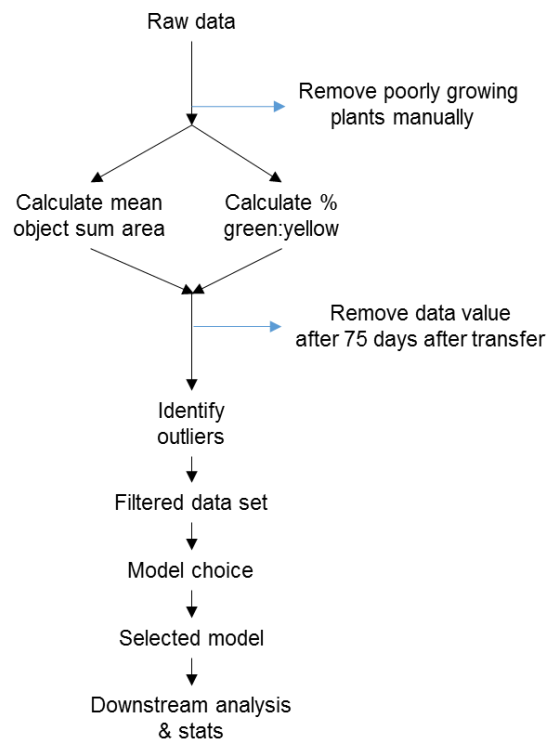 Raw data
Remove poorly growing
plants manually
Calculate mean
object sum area
Calculate %
green:yellow
Remove data value
after 75 days after transfer
Identify
outliers
Filtered data set
Model choice
Selected model
Downstream analysis
& stats